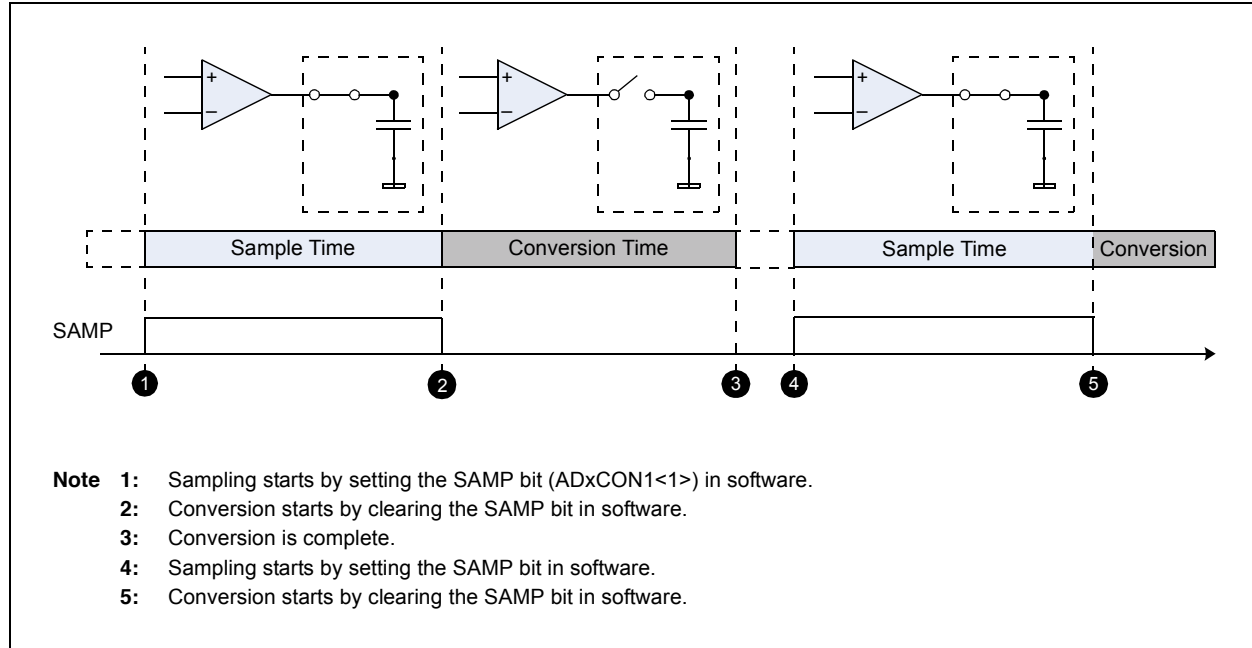 +
−
+
−
+
−
Sample Time
Conversion Time
Sample Time
Conversion
SAMP
1
2
3
4
5
Note 1: Sampling starts by setting the SAMP bit (ADxCON1<1>) in software.
2: Conversion starts by clearing the SAMP bit in software.
3: Conversion is complete.
4: Sampling starts by setting the SAMP bit in software.
5: Conversion starts by clearing the SAMP bit in software.